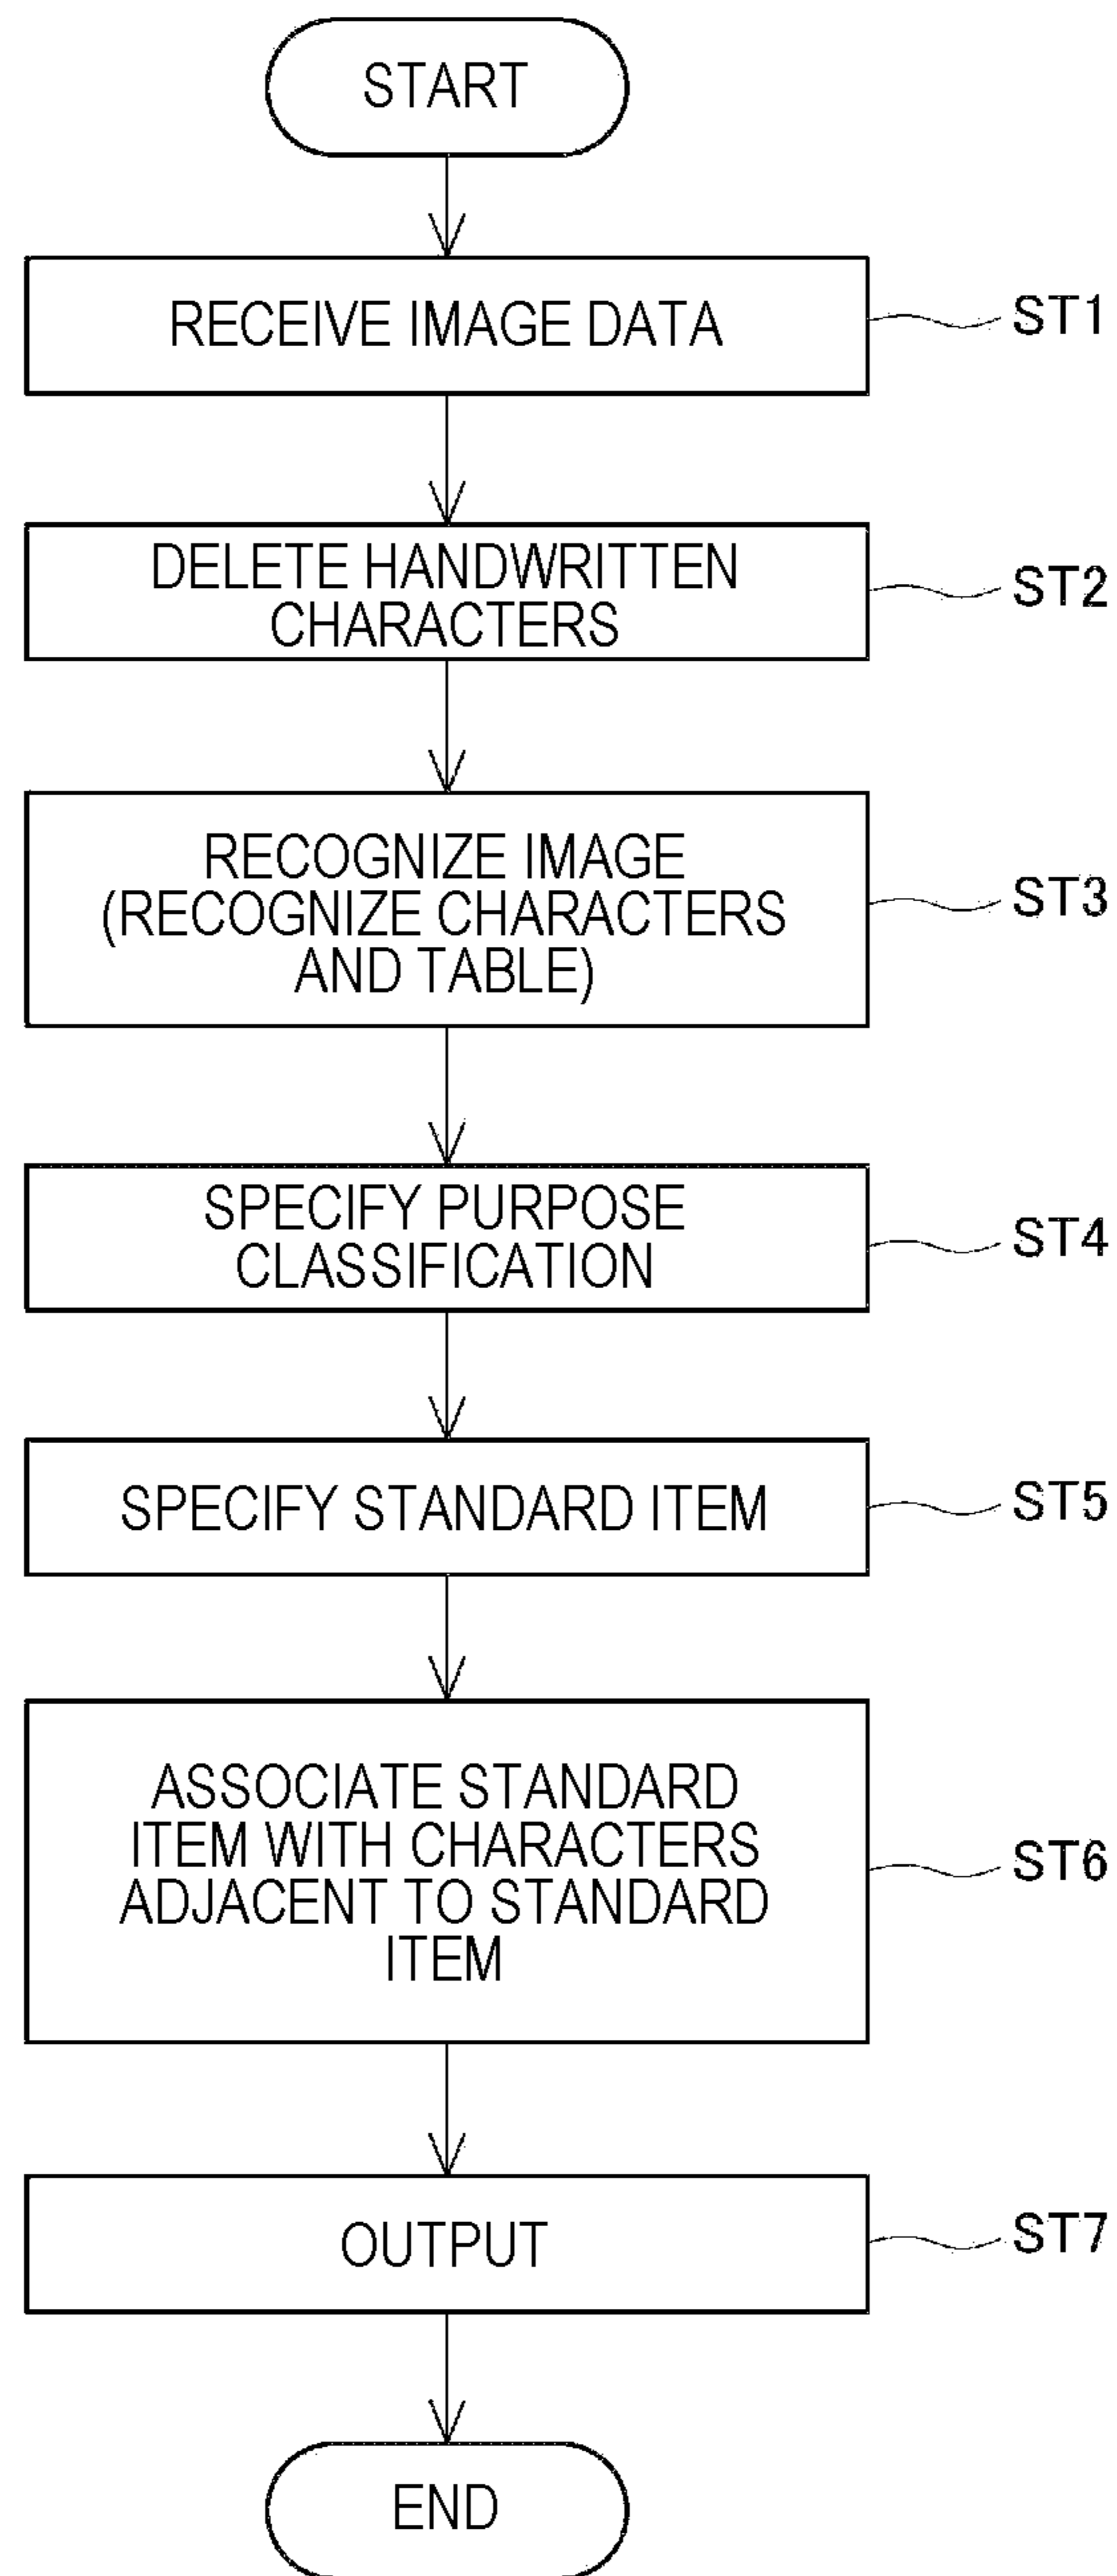 START
RECEIVE IMAGE DATA
ST1
DELETE HANDWRITTEN
CHARACTERS
ST2
RECOGNIZE IMAGE
(RECOGNIZE CHARACTERS
AND TABLE)
ST3
SPECIFY PURPOSE
CLASSIFICATION
ST4
SPECIFY STANDARD ITEM
ST5
ASSOCIATE STANDARD
ITEM WITH CHARACTERS
ADJACENT TO STANDARD
ITEM
ST6
OUTPUT
ST7
END